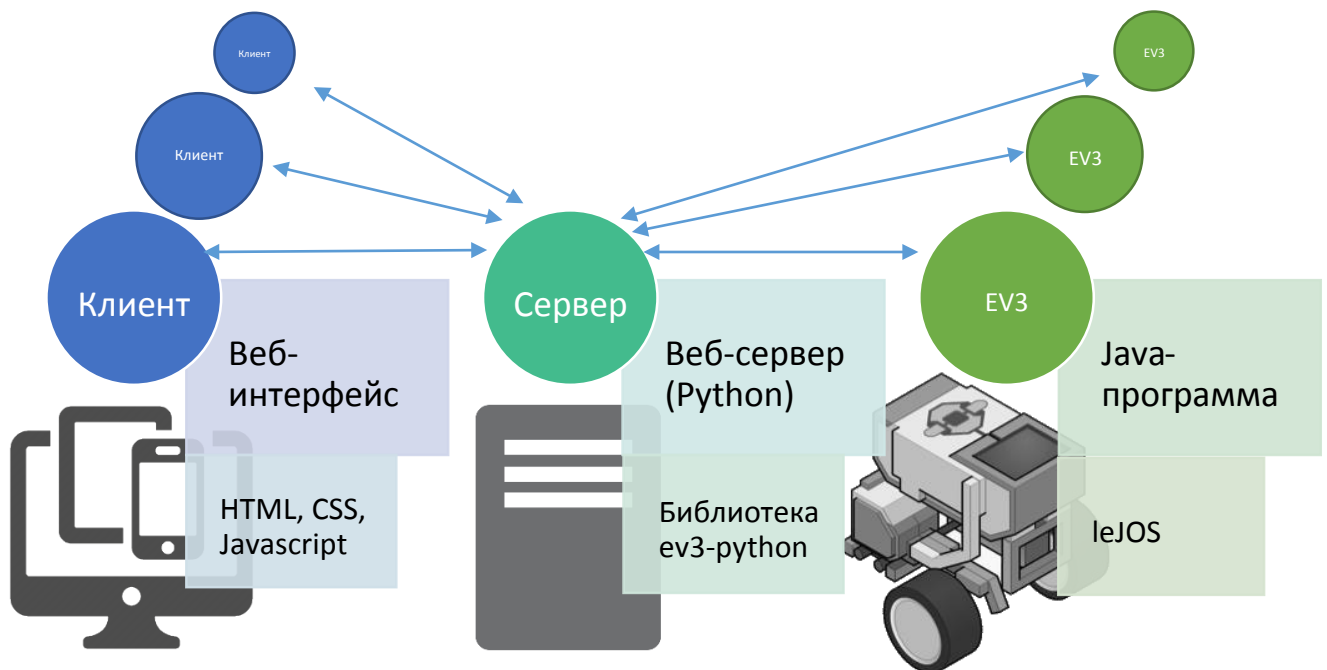 Клиент
EV3
Клиент
EV3
Клиент
Сервер
EV3
Веб-
интерфейс
Веб-сервер
(Python)
Java-
программа
HTML, CSS,
Javascript
Библиотека
ev3-python
leJOS